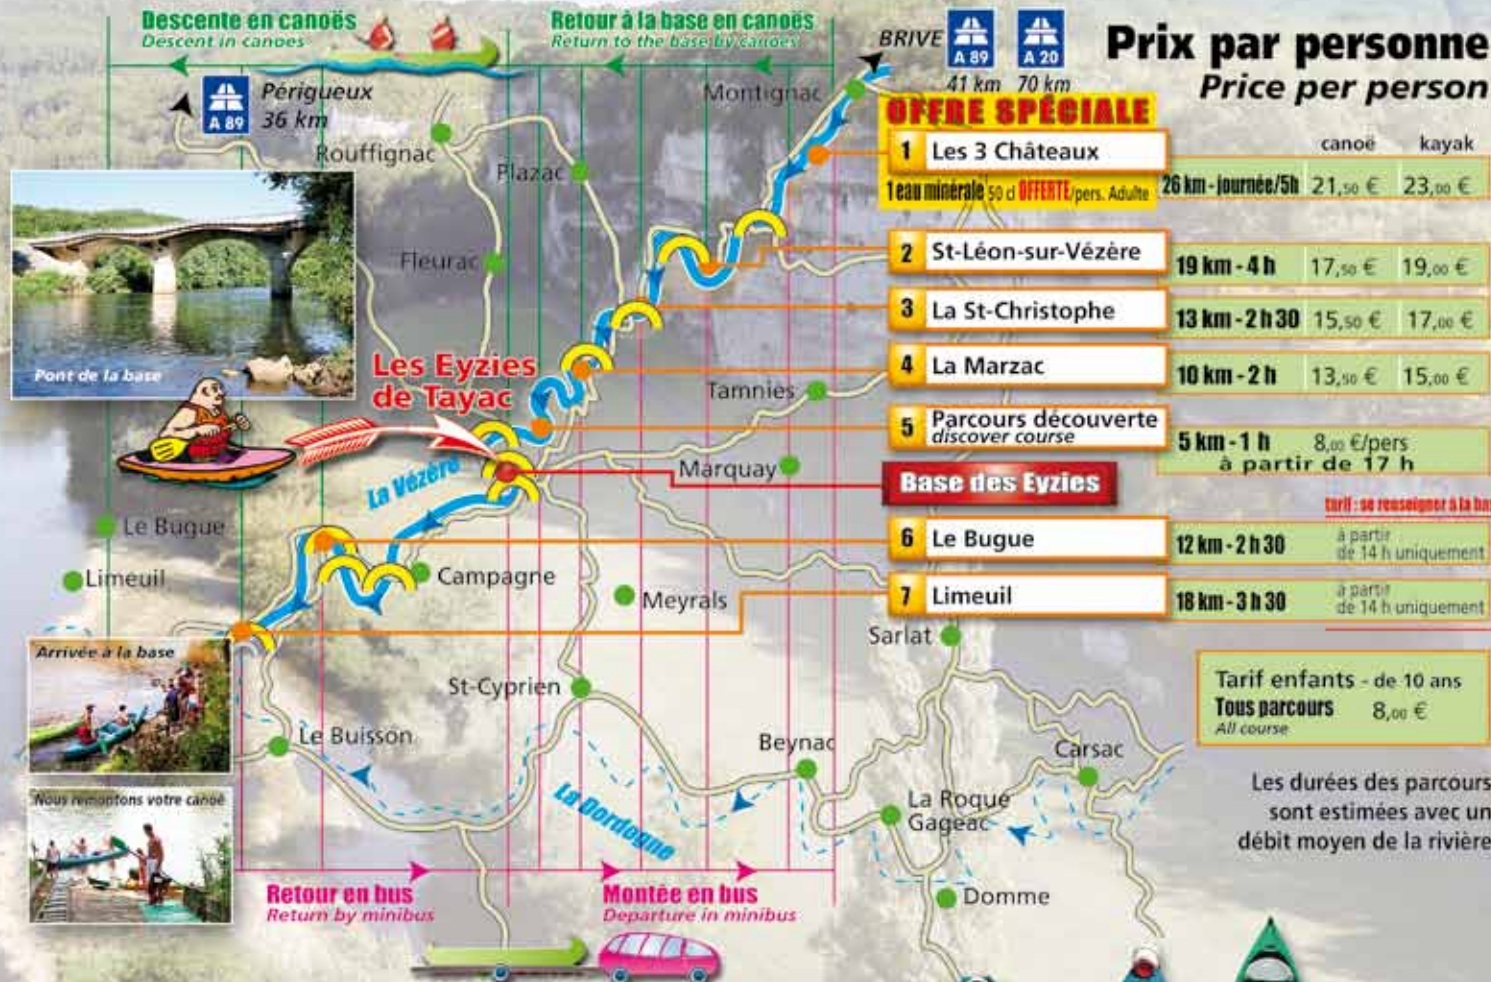 Descente en canoës
Descent in canoes
Retour à la base en canoës
Return to the base by canoes
BRIVE
A 89
41 km
A 20
70 km
Prix par personne
Price per person
A 89
Périgueux
36 km
Montignac
Rouffignac
Plazac
Fleurac
OFFRE SPÉCIALE
canoë kayak
1 Les 3 Châteaux
26 km - journée/5h 21,50 € 23,00 €
1 eau minérale 50 cl OFFERTE/pers. Adulte
2 St-Léon-sur-Vézère
19 km - 4 h 17,50 € 19,00 €
3 La St-Christophe
13 km - 2 h 30 15,50 € 17,00 €
4 La Marzac
10 km - 2 h 13,50 € 15,00 €
5 Parcours découverte
discover course
5 km - 1 h 8,00 €/pers
à partir de 17 h
Base des Eyzies
tarif : se renseigner à la
6 Le Bugue
12 km - 2 h 30 à partir
de 14 h uniquement
7 Limeuil
18 km - 3 h 30 à partir
de 14 h uniquement
Pont de la base
Les Eyzies
de Tayac
La Vézère
Tamnies
Marquay
Le Bugue
Limeuil
Campagne
Meyrals
Sarlat
St-Cyprien
Le Buisson
Beynac
Carsac
La Roque
Gageac
Domme
La Dordogne
Arrivée à la base
Nous remontons votre canoë
Tarif enfants - de 10 ans
Tous parcours 8,00 €
All course
Les durées des parcours
sont estimées avec un
débit moyen de la rivière
Retour en bus
Return by minibus
Montée en bus
Departure in minibus